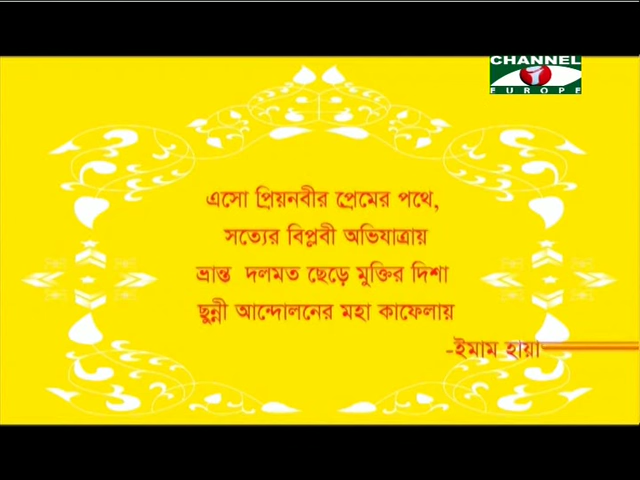 CHANNEL
i
EUROPE
এসো প্রিয়নবীর প্রেমের পথে,
সত্যের বিপ্লবী অভিযাত্রায়
ভ্রান্ত দলমত ছেড়ে মুক্তির দিশা
ছুন্নী আন্দোলনের মহা কাফেলায়
-ইমাম হায়া